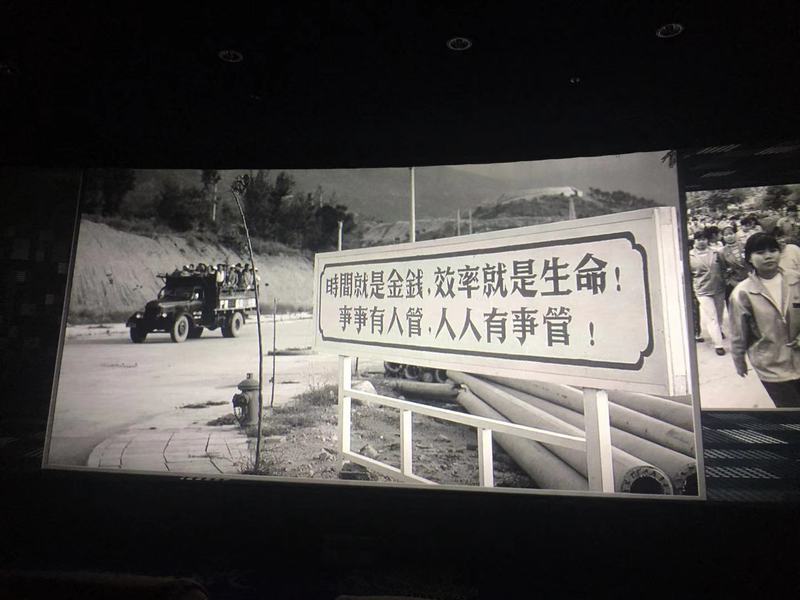 時間就是金錢，效率就是生命！
事事有人管，人人有事管！